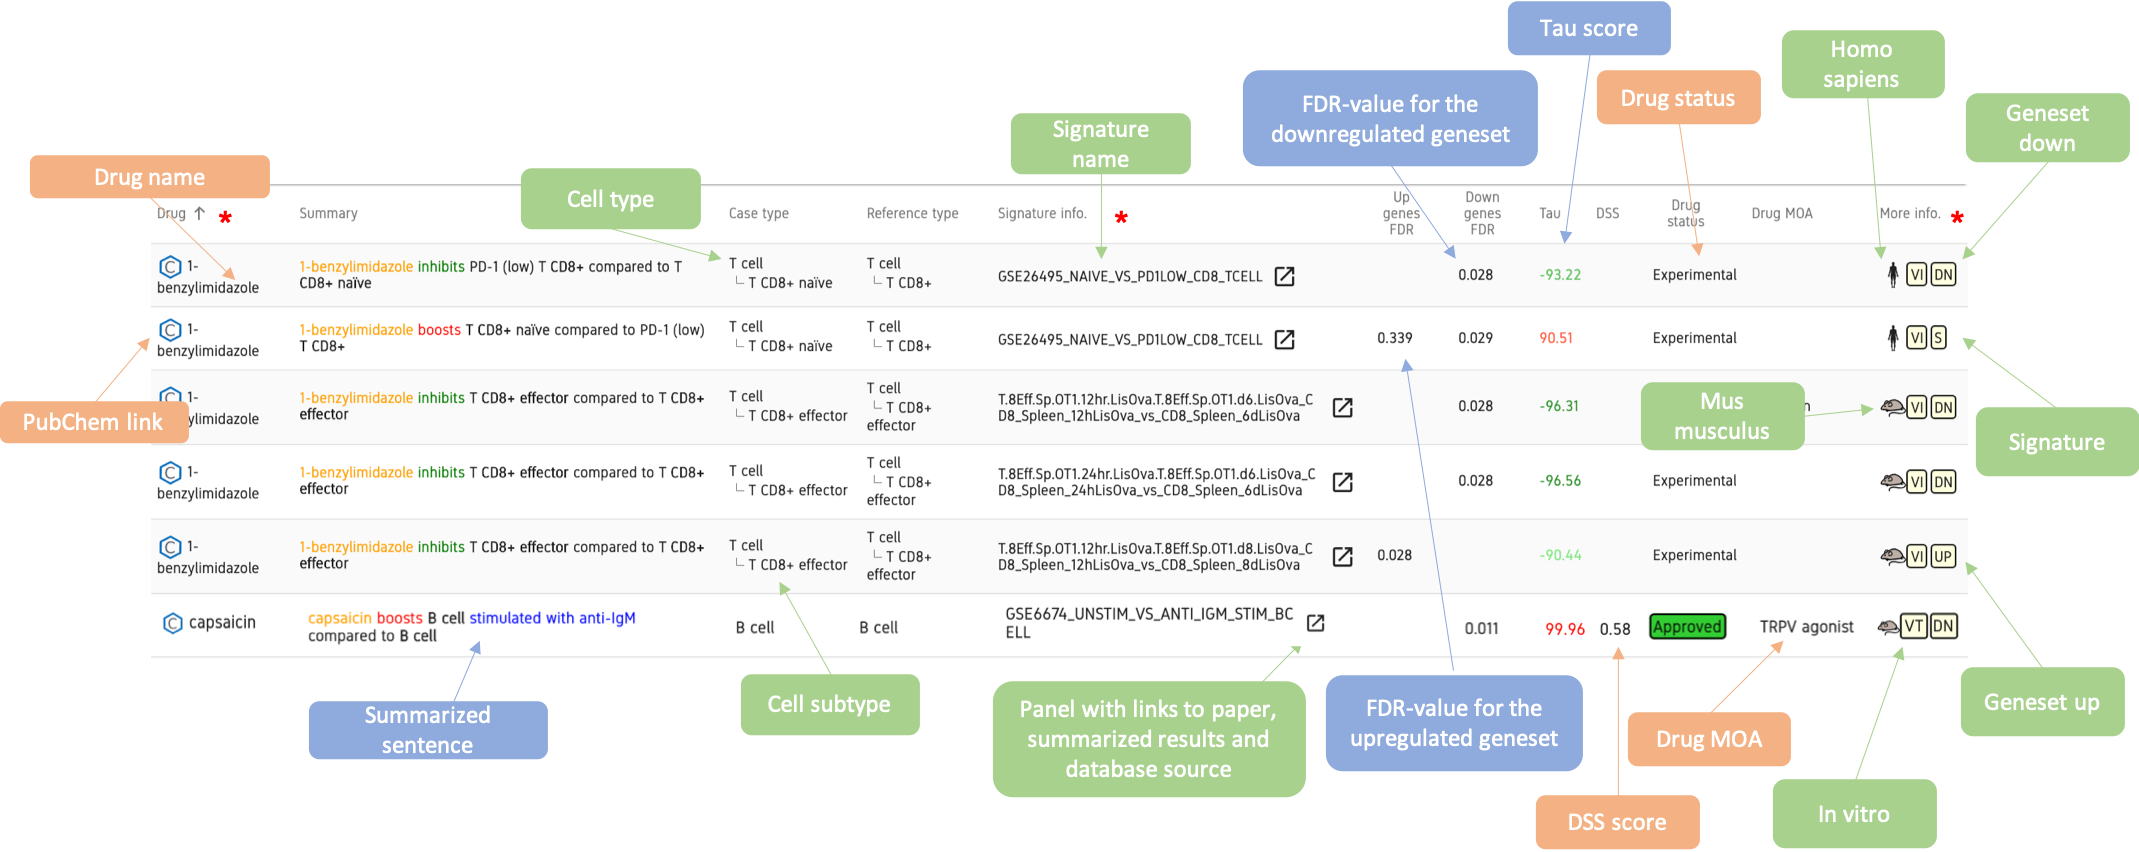 Tau score
Homo
sapiens
FDR-value for the
downregulated geneset
Drug status
Geneset
down
Signature
name
Drug name
Cell type
Drug ↑ *
Summary
Case type
Reference type
Signature info. *
Up
genes
FDR
Down
genes
FDR
Tau
DSS
Drug
status
Drug MOA
More info. *
C 1-
benzylimidazole
1-benzylimidazole inhibits PD-1 (low) T CD8+ compared to T
CD8+ naïve
T cell
T CD8+ naïve
T cell
T CD8+
GSE26495_NAIVE_VS_PD1LOW_CD8_TCELL
0.028
-93.22
Experimental
VI DN
C 1-
benzylimidazole
1-benzylimidazole boosts T CD8+ naïve compared to PD-1 (low)
T CD8+
T cell
T CD8+ naïve
T cell
T CD8+
GSE26495_NAIVE_VS_PD1LOW_CD8_TCELL
0.339
0.029
90.51
Experimental
VI S
PubChem link
C 1-
ylimidazole
1-benzylimidazole inhibits T CD8+ effector compared to T CD8+
effector
T cell
T CD8+ effector
T cell
T CD8+
effector
T.8Eff.Sp.OT1.12hr.LisOva.T.8Eff.Sp.OT1.d6.LisOva_C
D8_Spleen_12hLisOva_vs_CD8_Spleen_6dLisOva
0.028
-96.31
Mus
musculus
VI DN
Signature
C 1-
benzylimidazole
1-benzylimidazole inhibits T CD8+ effector compared to T CD8+
effector
T cell
T CD8+ effector
T cell
T CD8+
effector
T.8Eff.Sp.OT1.24hr.LisOva.T.8Eff.Sp.OT1.d6.LisOva_C
D8_Spleen_24hLisOva_vs_CD8_Spleen_6dLisOva
0.028
-96.56
Experimental
VI DN
C 1-
benzylimidazole
1-benzylimidazole inhibits T CD8+ effector compared to T CD8+
effector
T cell
T CD8+ effector
T cell
T CD8+
effector
T.8Eff.Sp.OT1.12hr.LisOva.T.8Eff.Sp.OT1.d8.LisOva_C
D8_Spleen_12hLisOva_vs_CD8_Spleen_8dLisOva
0.028
-90.44
Experimental
VI UP
C capsaicin
capsaicin boosts B cell stimulated with anti-IgM
compared to B cell
B cell
B cell
GSE6674_UNSTIM_VS_ANTI_IGM_STIM_BC
ELL
0.011
99.96
0.58
Approved
TRPV agonist
VT DN
Summarized
sentence
Cell subtype
Panel with links to paper,
summarized results and
database source
FDR-value for the
upregulated geneset
Drug MOA
Geneset up
DSS score
In vitro